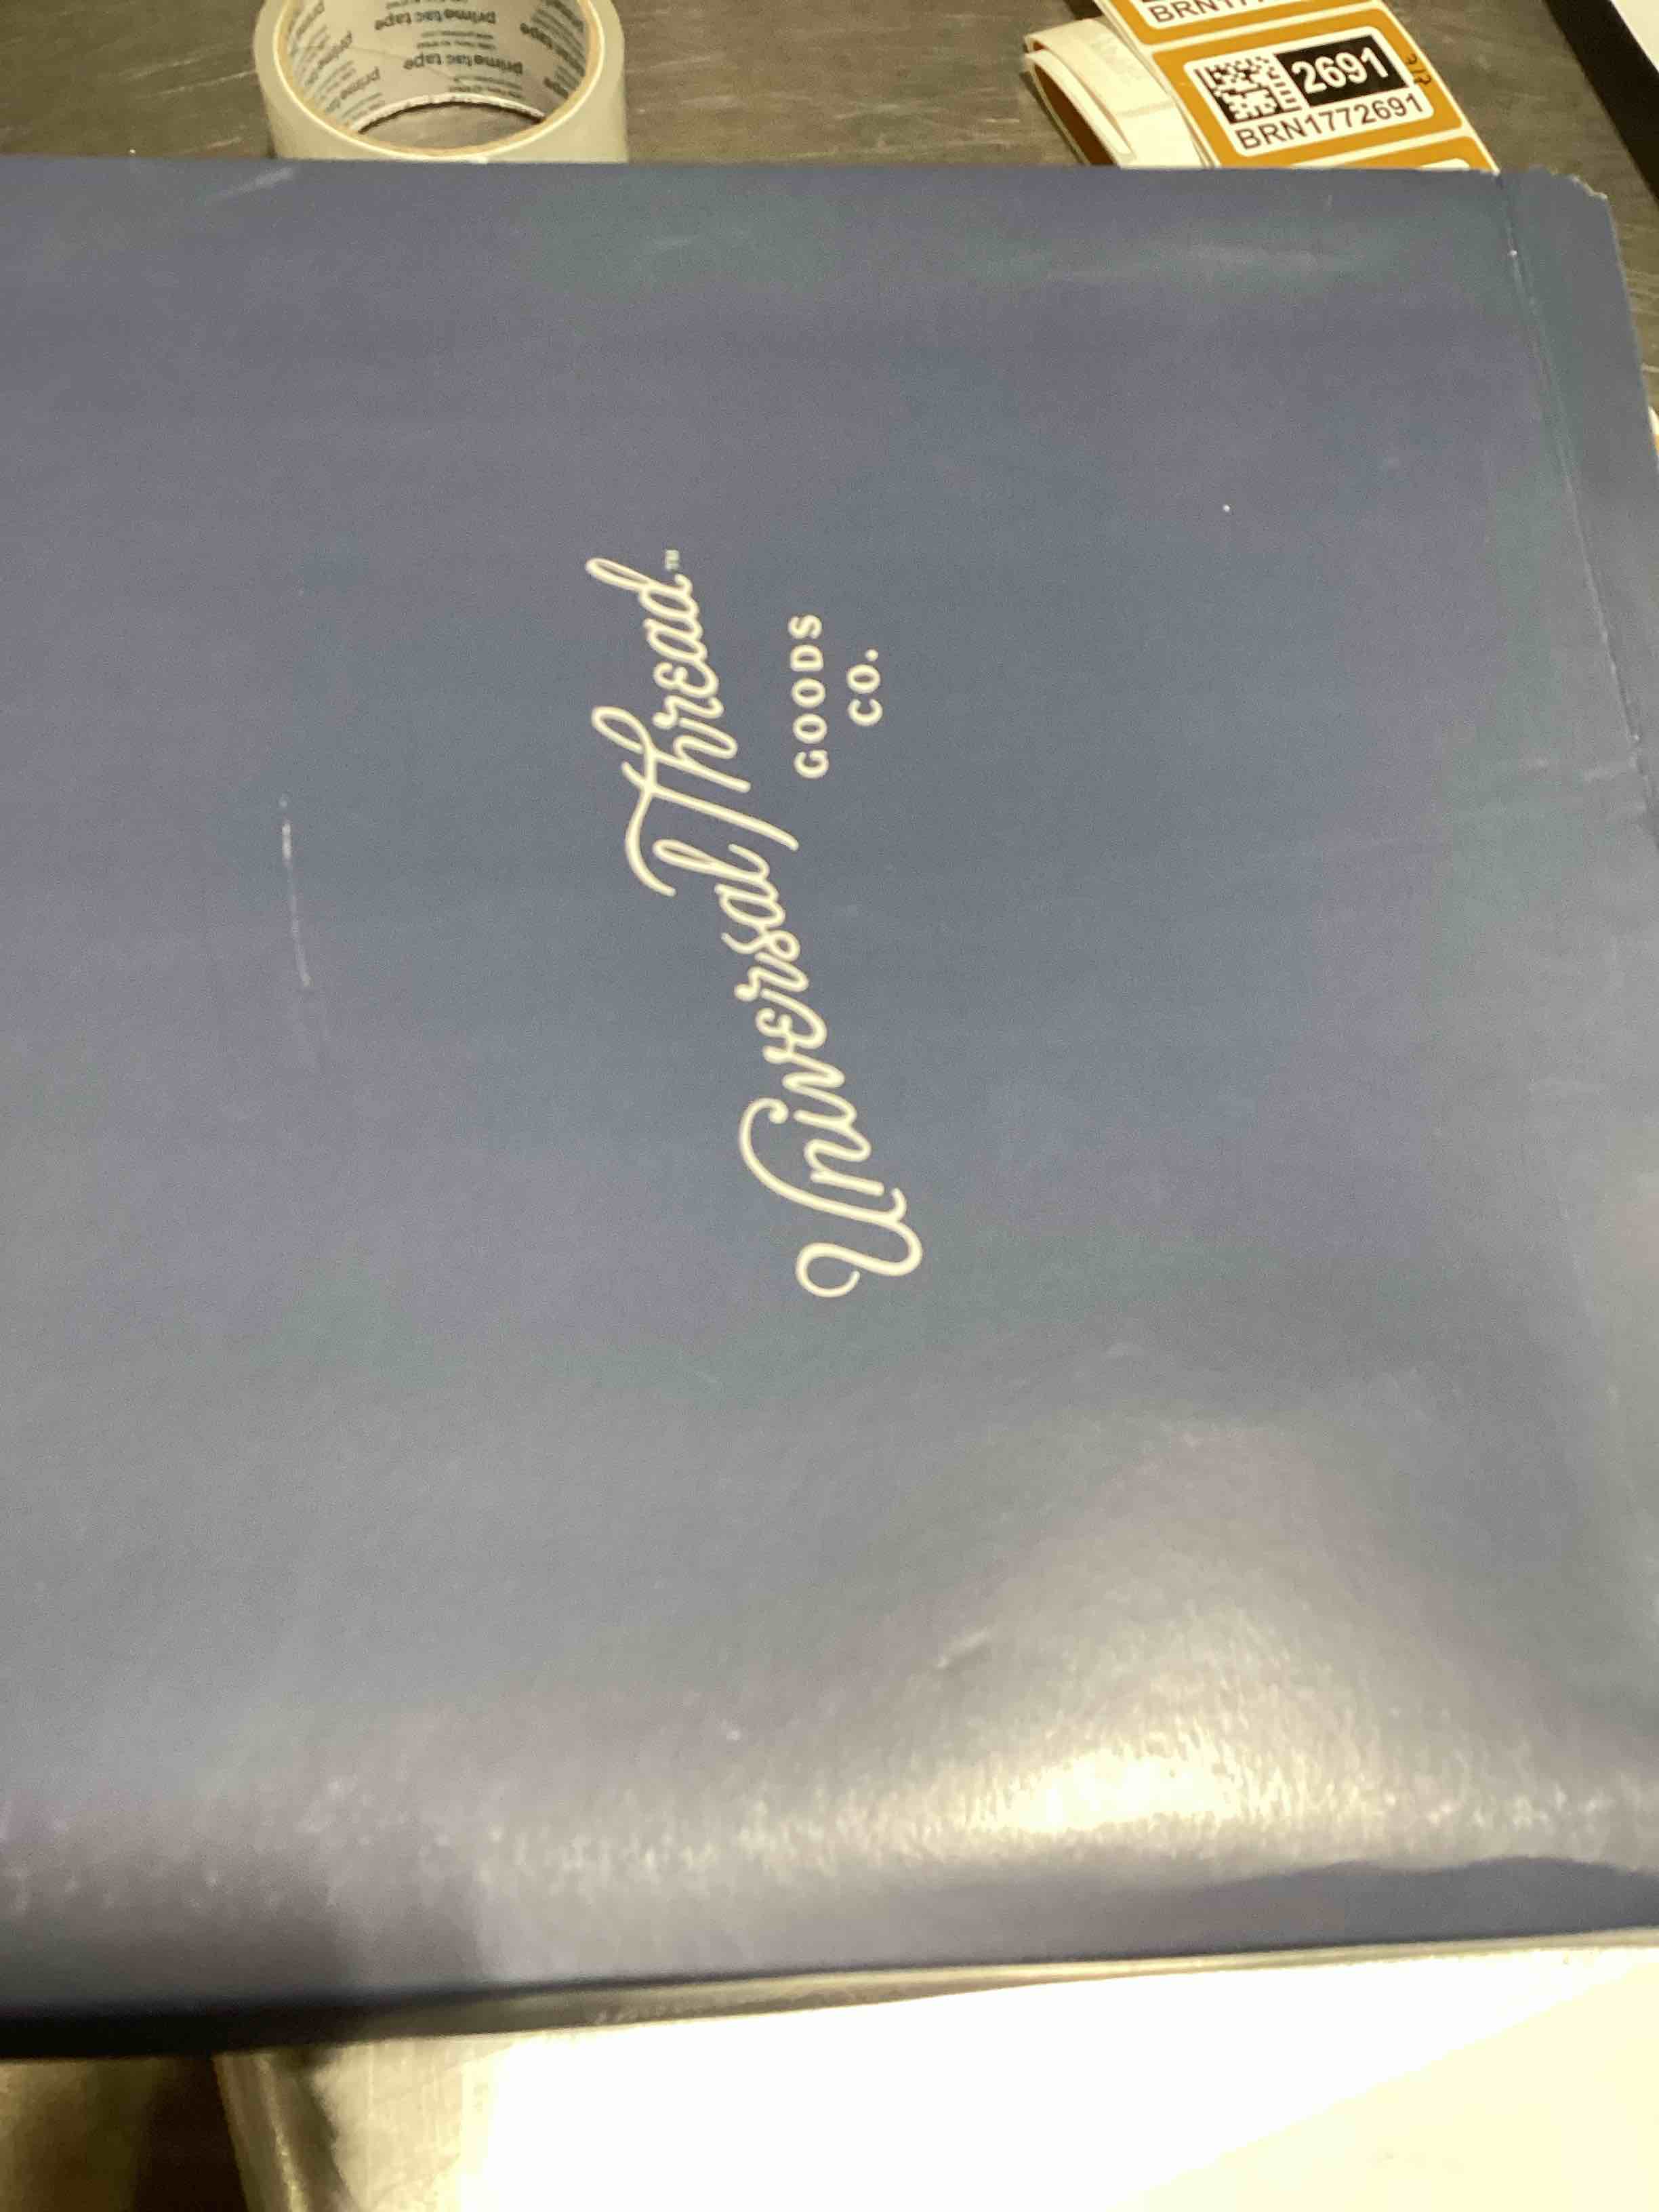 prime tac tape
2691
BRN1772691
Universal Thread™
GOODS
CO.